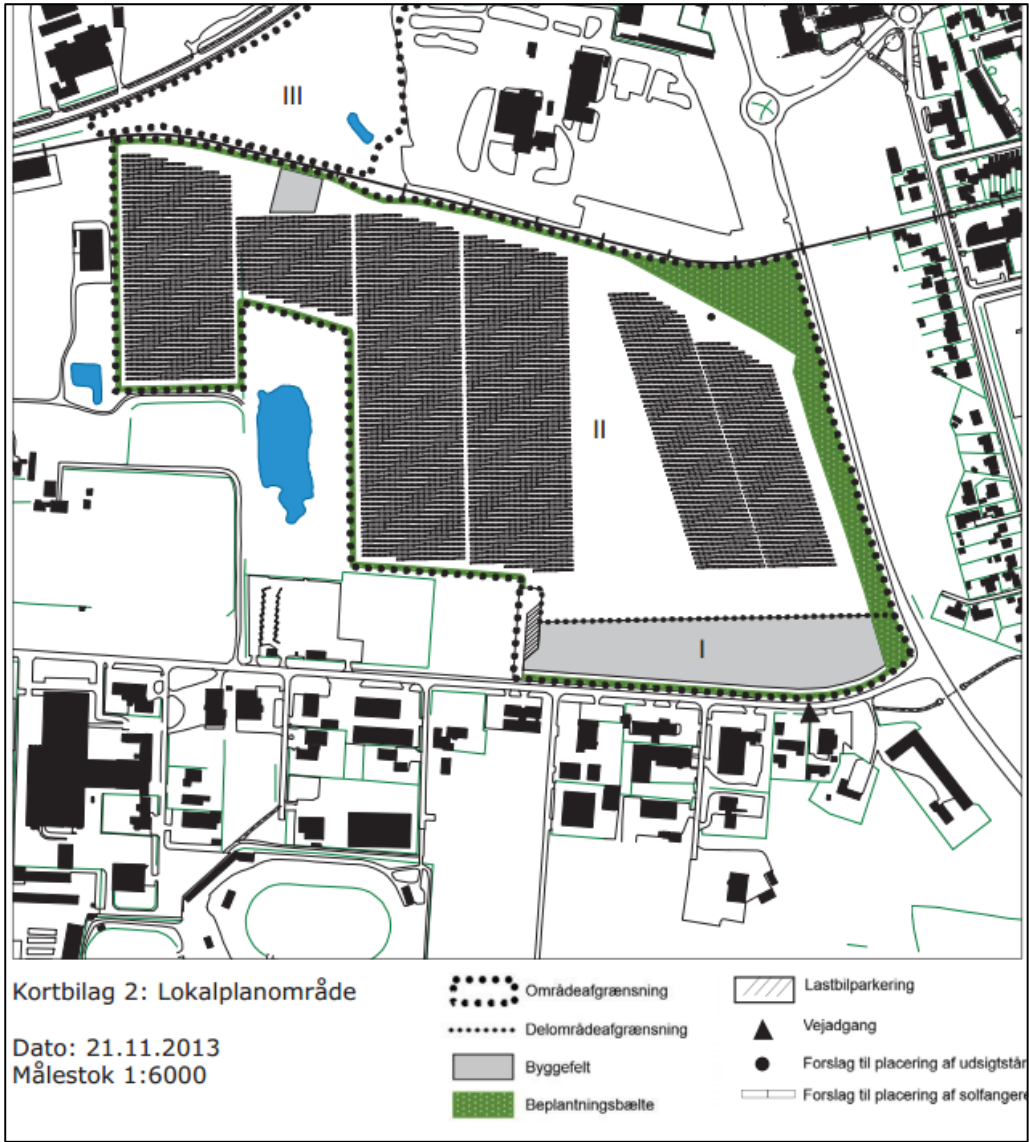 III
II
I
Kortbilag 2: Lokalplanområde
Dato: 21.11.2013
Målestok 1:6000
Områdeafgrænsning
Delområdeafgrænsning
Byggefelt
Beplantningsbælte
Lastbilparkering
Vejadgang
Forslag til placering af udsigtstår
Forslag til placering af solfangere